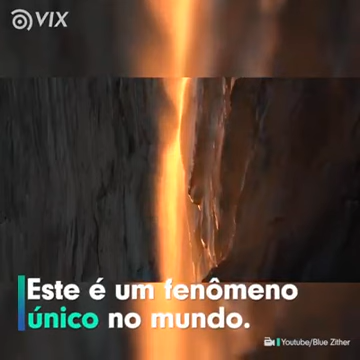 VIX
Este é um fenômeno
único no mundo.
Youtube/Blue Zither